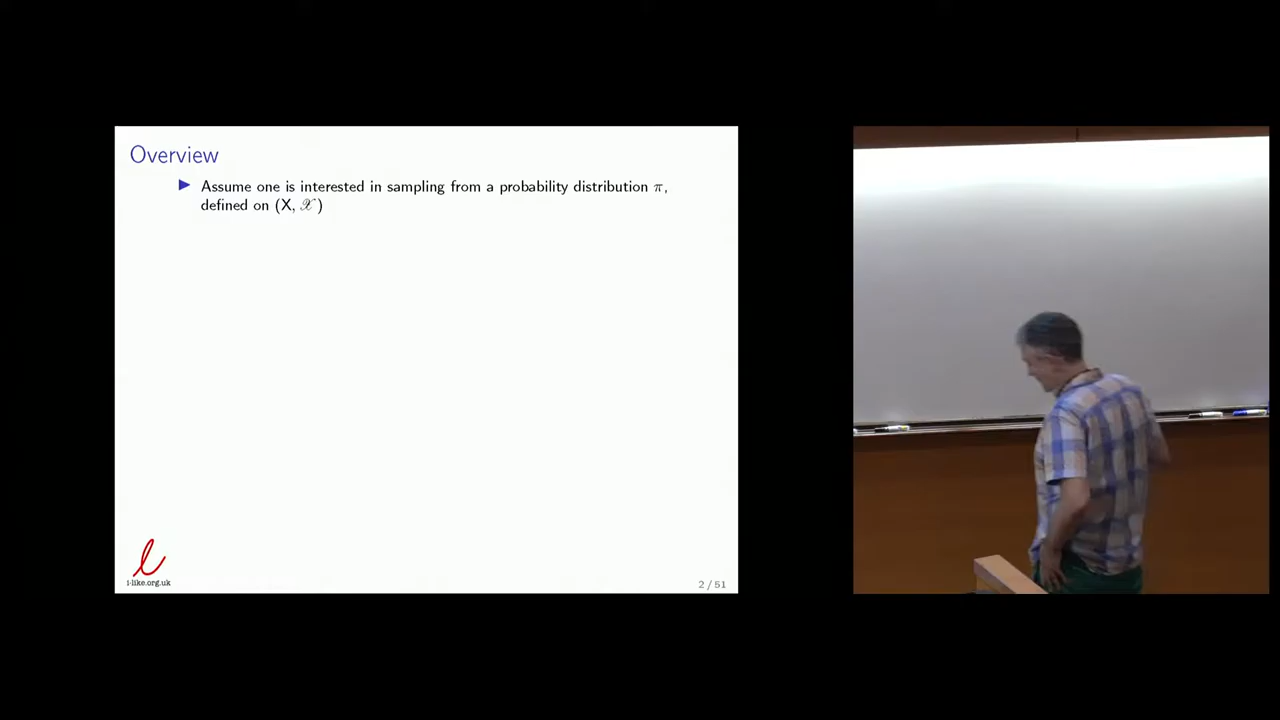 Overview
▶ Assume one is interested in sampling from a probability distribution π,
defined on (X, 𝒳)
ℓ
i-like.org.uk
2 / 51